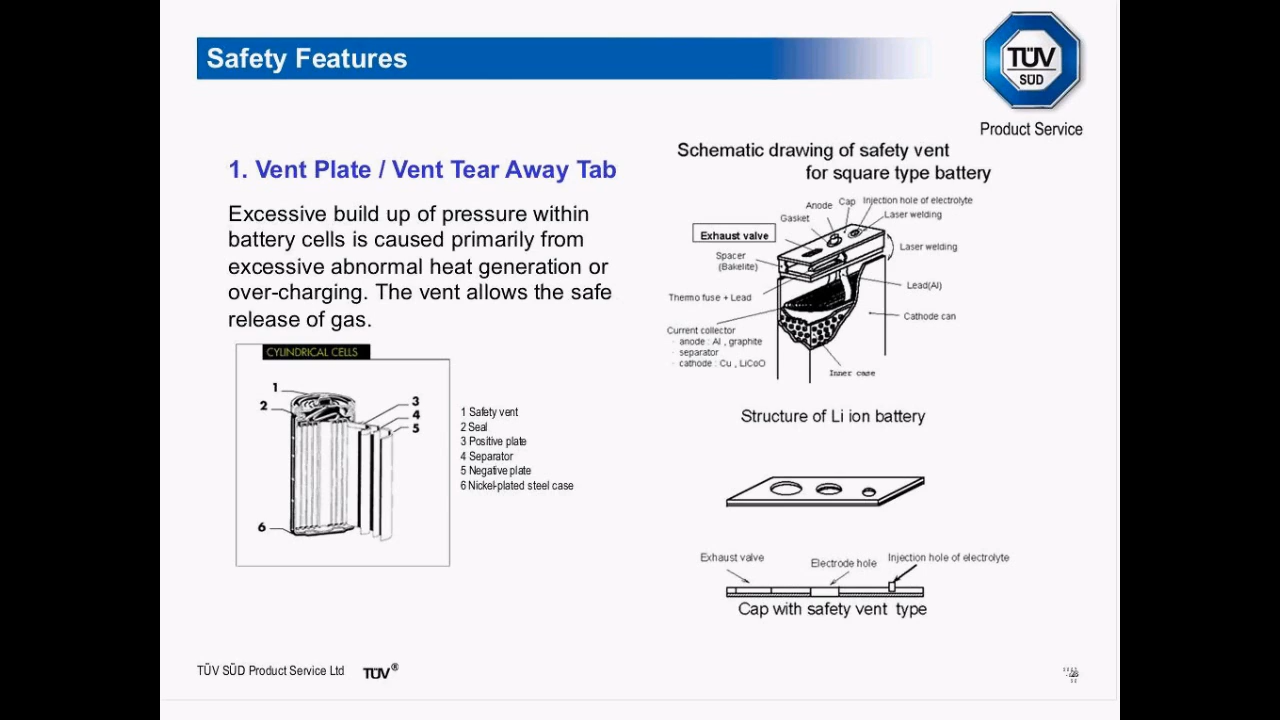 Safety Features
TÜV
SÜD
Product Service
1. Vent Plate / Vent Tear Away Tab
Excessive build up of pressure within
battery cells is caused primarily from
excessive abnormal heat generation or
over-charging. The vent allows the safe
release of gas.
CYLINDRICAL CELLS
1
2
3
4
5
6
1 Safety vent
2 Seal
3 Positive plate
4 Separator
5 Negative plate
6 Nickel-plated steel case
Schematic drawing of safety vent
for square type battery
Anode
Cap
Injection hole of electrolyte
Gasket
Laser welding
Exhaust valve
Laser welding
Spacer
(Bakelite)
Lead(Al)
Thermo fuse + Lead
Cathode can
Current collector
· anode : Al , graphite
· separator
· cathode : Cu , LiCoO
Inner case
Structure of Li ion battery
Exhaust valve
Electrode hole
Injection hole of electrolyte
Cap with safety vent type
TÜV SÜD Product Service Ltd
TÜV®